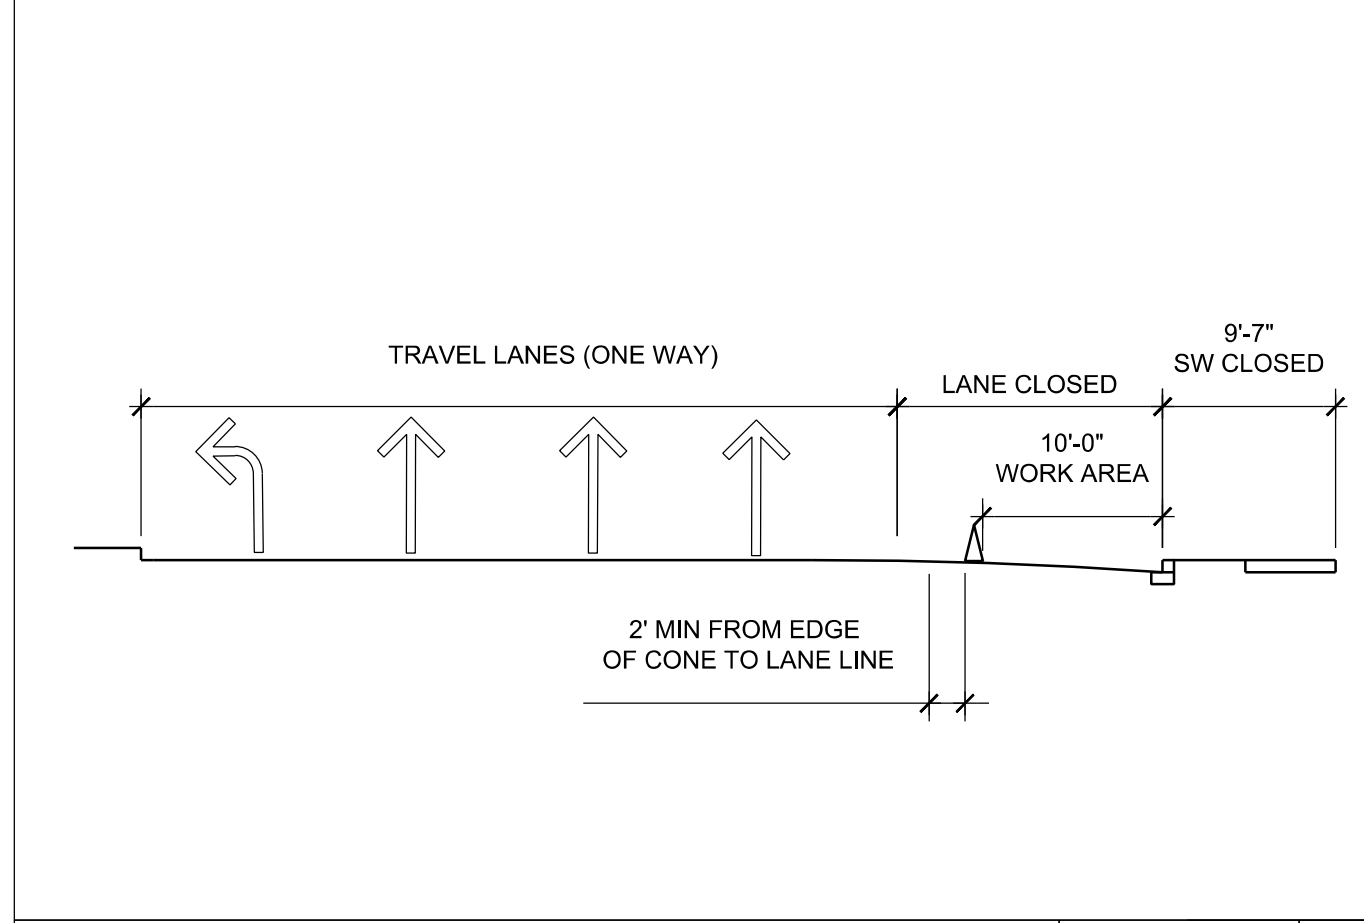 TRAVEL LANES (ONE WAY)
LANE CLOSED
9'-7"
SW CLOSED
10'-0"
WORK AREA
2' MIN FROM EDGE
OF CONE TO LANE LINE